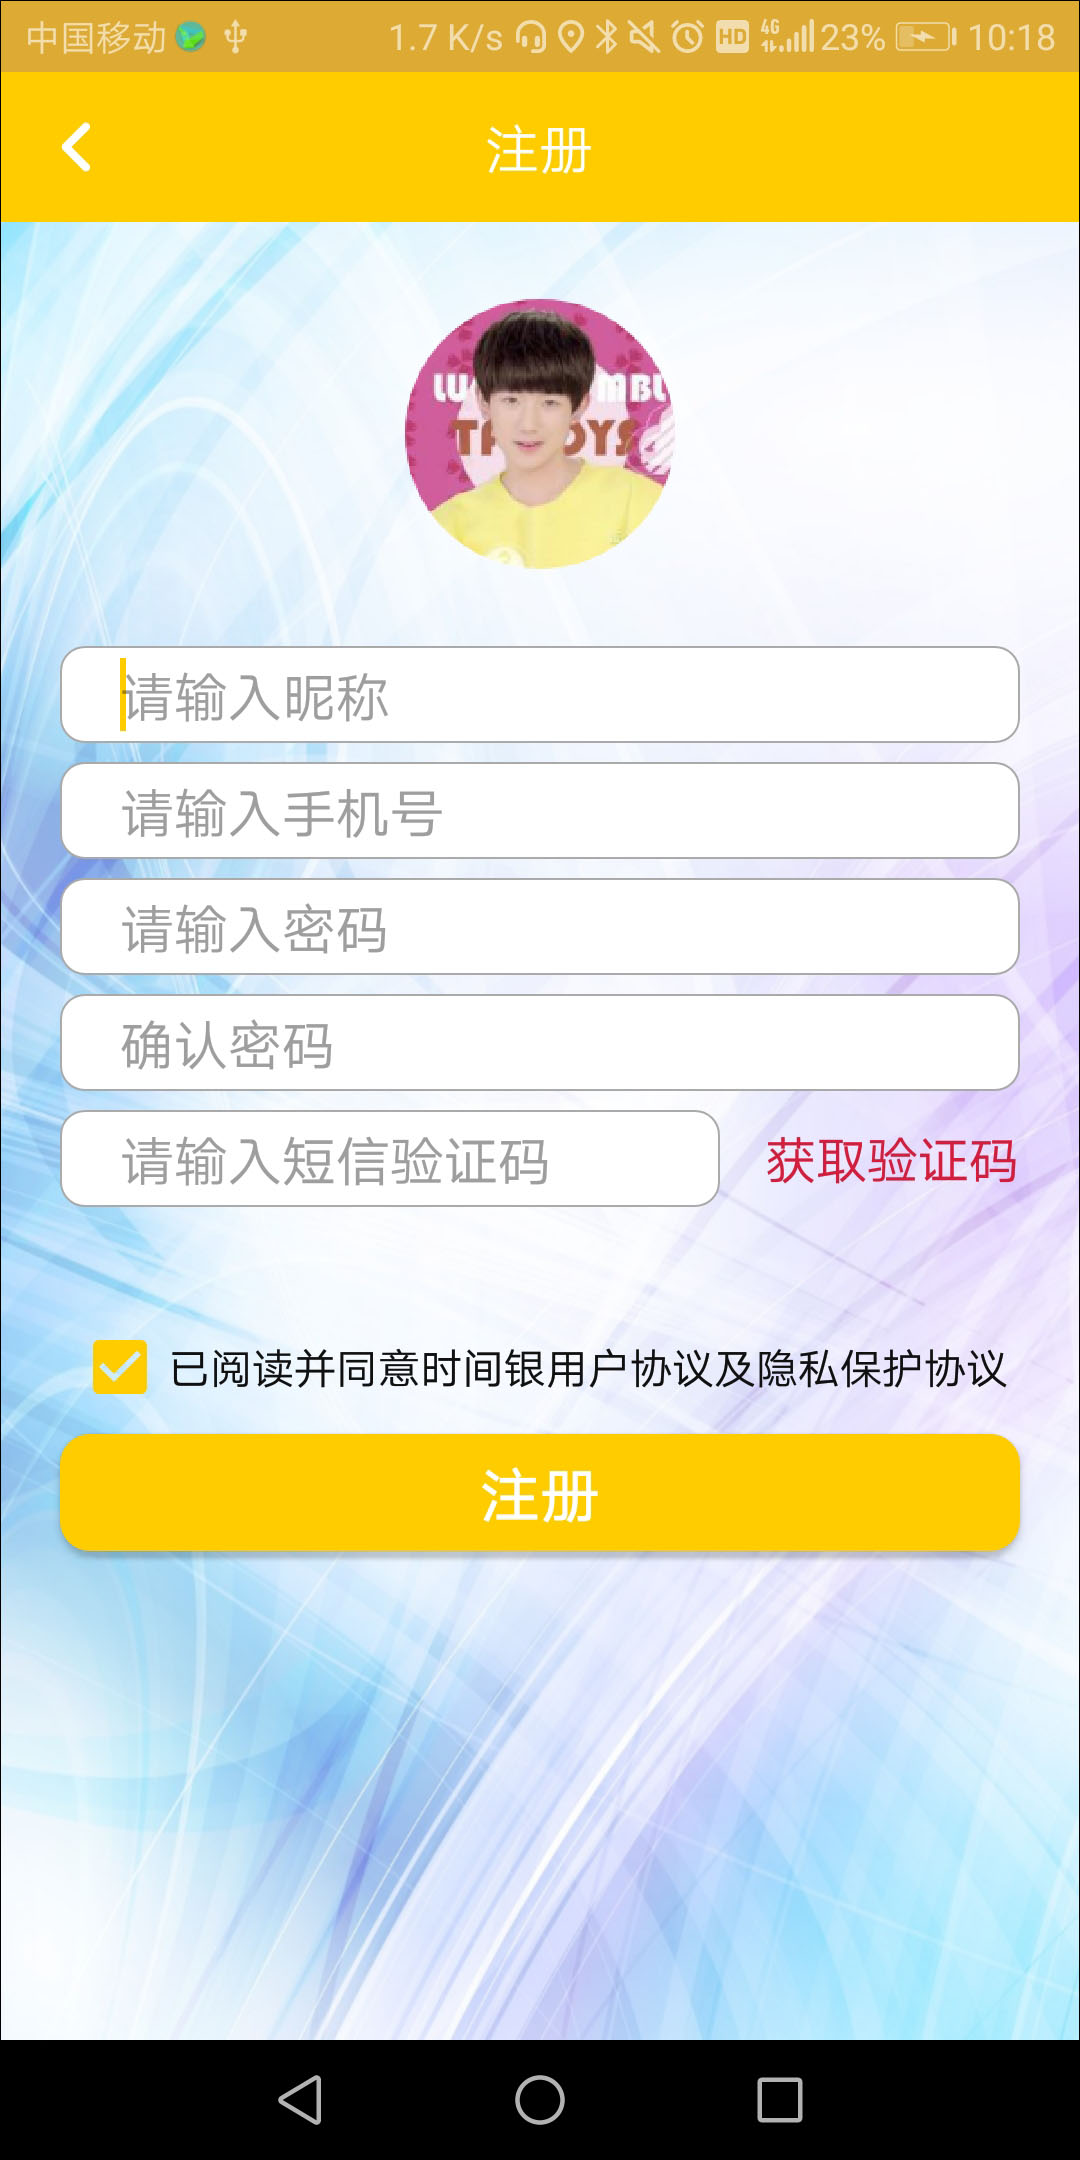 中国移动 1.7 K/s HD 4G 23% 10:18
注册
LU MBL
TF OYS
请输入昵称
请输入手机号
请输入密码
确认密码
请输入短信验证码 获取验证码
已阅读并同意时间银用户协议及隐私保护协议
注册